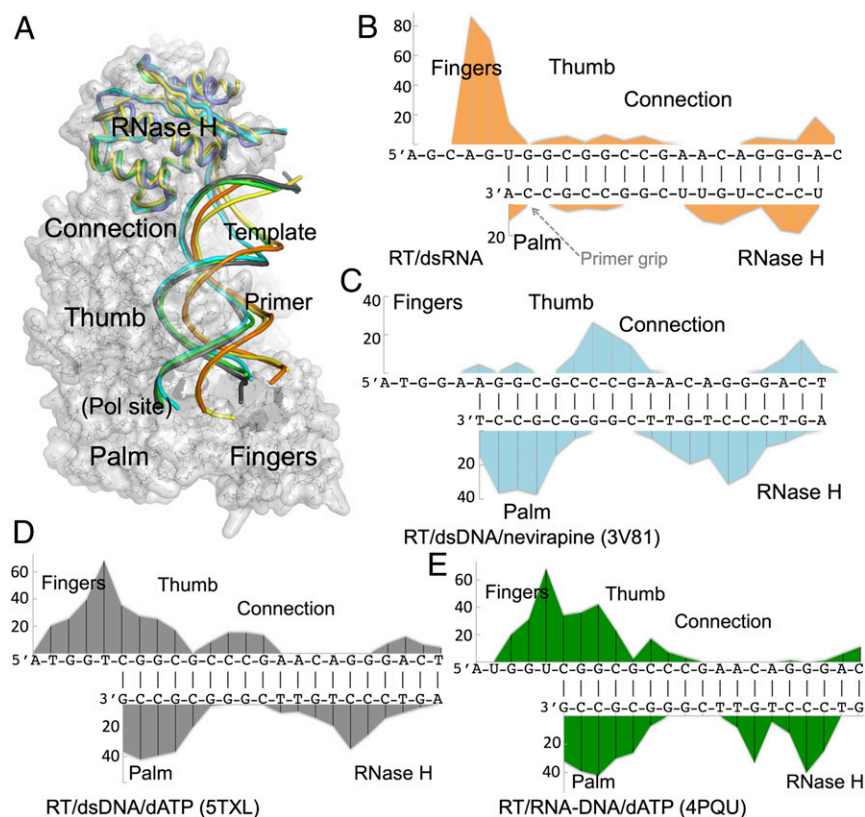 A
RNase H
Connection
Template
Thumb
Primer
(Pol site)
Palm
Fingers
B
80
60
40
20
Fingers
Thumb
Connection
5'A-G-C-A-G-U-G-G-C-G-G-C-C-G-A-A-C-A-G-G-G-A-C
3'A-C-C-G-C-C-G-G-C-U-U-G-U-C-C-C-U
20
Palm
Primer grip
RNase H
RT/dsRNA
C
40
20
Fingers
Thumb
Connection
5'A-T-G-G-A-A-G-G-C-G-C-C-C-G-A-A-C-A-G-G-G-A-C-T
3'T-C-C-G-C-G-G-G-C-T-T-G-T-C-C-C-T-G-A
20
40
Palm
RNase H
RT/dsDNA/nevirapine (3V81)
D
60
40
20
Fingers
Thumb
Connection
5'A-T-G-G-T-C-G-G-C-G-C-C-C-G-A-A-C-A-G-G-G-A-C-T
3'G-C-C-G-C-G-G-G-C-T-T-G-T-C-C-C-T-G-A
20
40
Palm
RNase H
RT/dsDNA/dATP (5TXL)
E
60
40
20
Fingers
Thumb
Connection
5'A-U-G-G-U-C-G-G-C-G-C-C-C-G-A-A-C-A-G-G-G-A-C
3'G-C-C-G-C-G-G-G-C-T-T-G-T-C-C-C-T-G
20
40
Palm
RNase H
RT/RNA-DNA/dATP (4PQU)